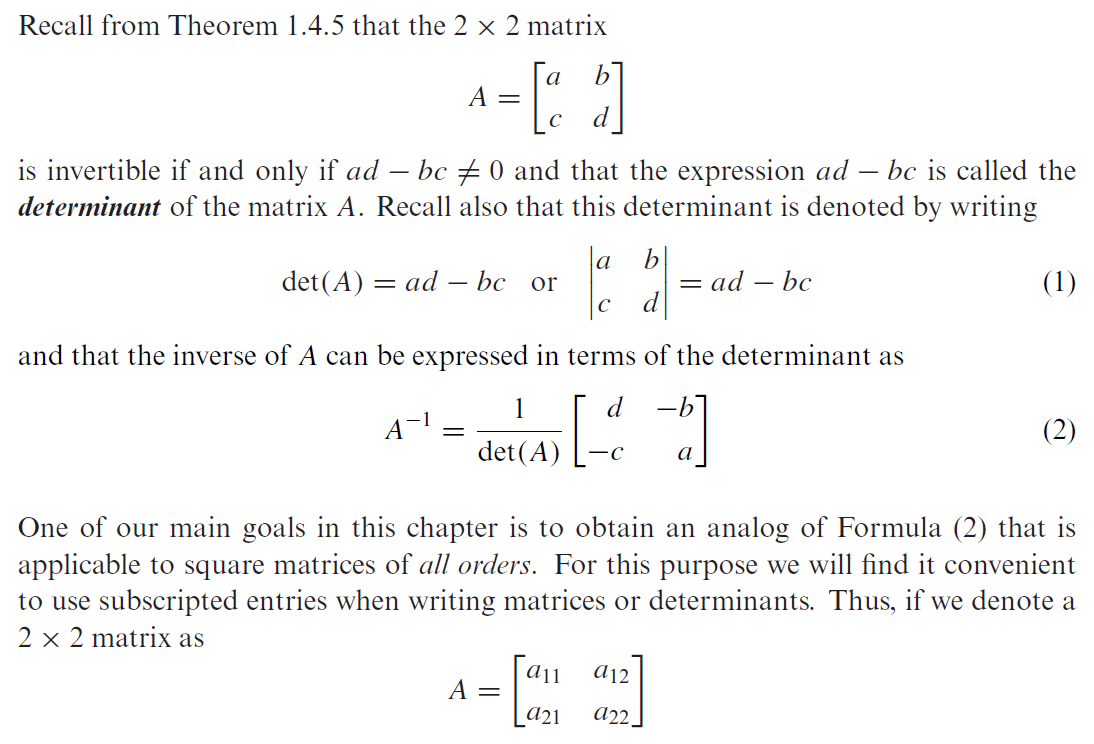 Recall from Theorem 1.4.5 that the 2 × 2 matrix
A = [a b; c d]
is invertible if and only if ad − bc ≠ 0 and that the expression ad − bc is called the
determinant of the matrix A. Recall also that this determinant is denoted by writing
det(A) = ad − bc or |a b; c d| = ad − bc (1)
and that the inverse of A can be expressed in terms of the determinant as
A⁻¹ = 1/det(A) [d −b; −c a] (2)
One of our main goals in this chapter is to obtain an analog of Formula (2) that is
applicable to square matrices of all orders. For this purpose we will find it convenient
to use subscripted entries when writing matrices or determinants. Thus, if we denote a
2 × 2 matrix as
A = [a₁₁ a₁₂; a₂₁ a₂₂]